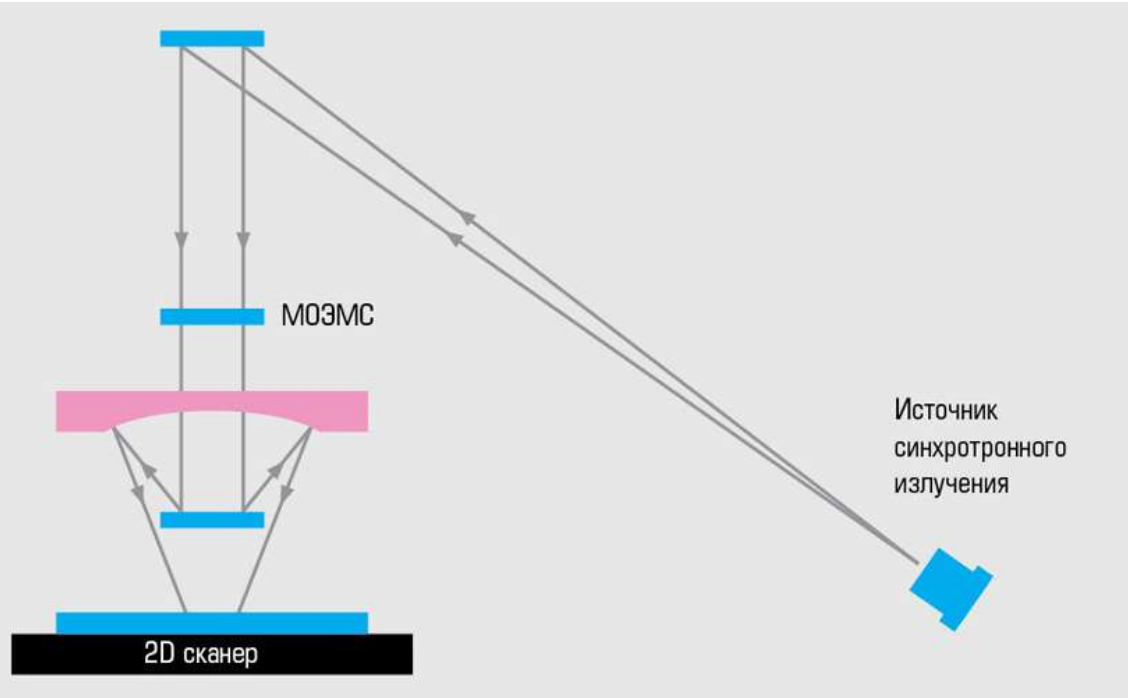 МОЭМС
Источник
синхротронного
излучения
2D сканер